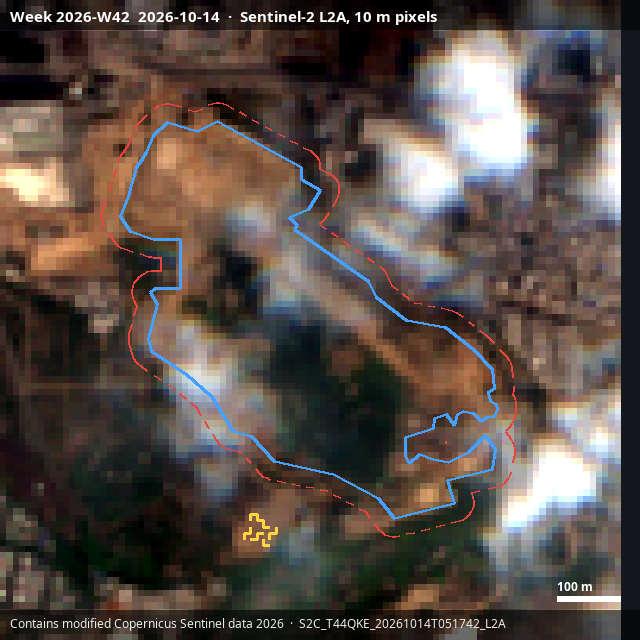 Week 2026-W42 2026-10-14 · Sentinel-2 L2A, 10 m pixels
100 m
Contains modified Copernicus Sentinel data 2026 · S2C_T44QKE_20261014T051742_L2A